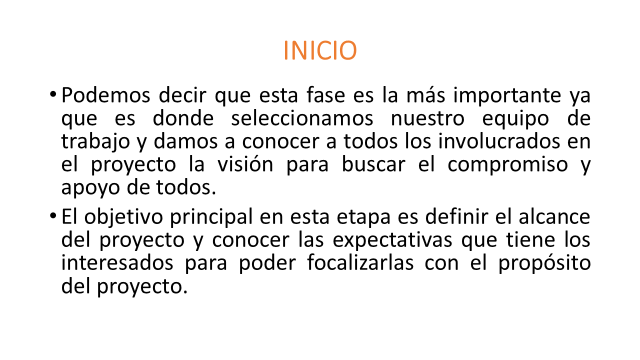 INICIO
•Podemos decir que esta fase es la más importante ya
que es donde seleccionamos nuestro equipo de
trabajo y damos a conocer a todos los involucrados en
el proyecto la visión para buscar el compromiso y
apoyo de todos.
•El objetivo principal en esta etapa es definir el alcance
del proyecto y conocer las expectativas que tiene los
interesados para poder focalizarlas con el propósito
del proyecto.